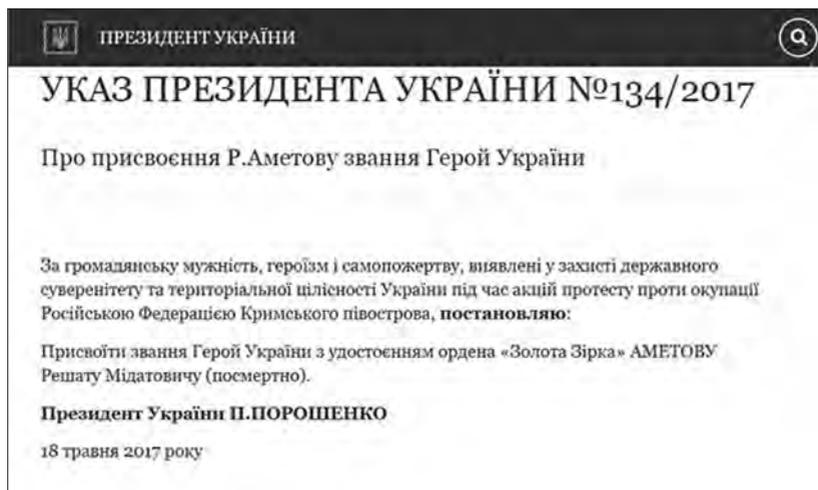 ПРЕЗИДЕНТ УКРАЇНИ
УКАЗ ПРЕЗИДЕНТА УКРАЇНИ №134/2017
Про присвоєння Р.Аметову звання Герой України
За громадянську мужність, героїзм і самопожертву, виявлені у захисті державного
суверенітету та територіальної цілісності України під час акцій протесту проти окупації
Російською Федерацією Кримського півострова, постановляю:
Присвоїти звання Герой України з удостоєнням ордена «Золота Зірка» АМЕТОВУ
Решату Мідатовичу (посмертно).
Президент України П.ПОРОШЕНКО
18 травня 2017 року